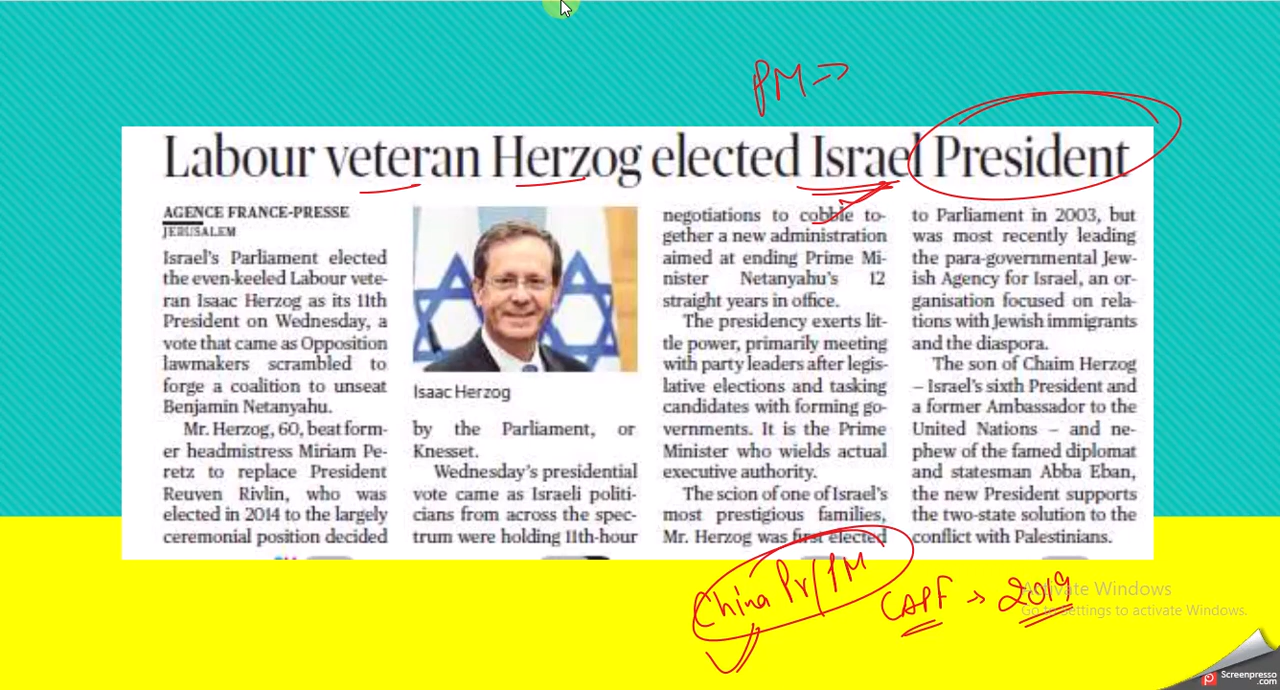 PM →
Labour veteran Herzog elected Israel President
AGENCE FRANCE-PRESSE
JERUSALEM
Israel's Parliament elected
the even-keeled Labour vete-
ran Isaac Herzog as its 11th
President on Wednesday, a
vote that came as Opposition
lawmakers scrambled to
forge a coalition to unseat
Benjamin Netanyahu.
Mr. Herzog, 60, beat form-
er headmistress Miriam Pe-
retz to replace President
Reuven Rivlin, who was
elected in 2014 to the largely
ceremonial position decided
Isaac Herzog
by the Parliament, or
Knesset.
Wednesday's presidential
vote came as Israeli politi-
cians from across the spec-
trum were holding 11th-hour
negotiations to cobble to-
gether a new administration
aimed at ending Prime Mi-
nister Netanyahu's 12
straight years in office.
The presidency exerts lit-
tle power, primarily meeting
with party leaders after legis-
lative elections and tasking
candidates with forming go-
vernments. It is the Prime
Minister who wields actual
executive authority.
The scion of one of Israel's
most prestigious families,
Mr. Herzog was first elected
to Parliament in 2003, but
was most recently leading
the para-governmental Jew-
ish Agency for Israel, an or-
ganisation focused on rela-
tions with Jewish immigrants
and the diaspora.
The son of Chaim Herzog
– Israel's sixth President and
a former Ambassador to the
United Nations – and ne-
phew of the famed diplomat
and statesman Abba Eban,
the new President supports
the two-state solution to the
conflict with Palestinians.
China Pr/PM
CAPF → 2019
Activate Windows
Go to Settings to activate Windows.
Screenpresso
.com